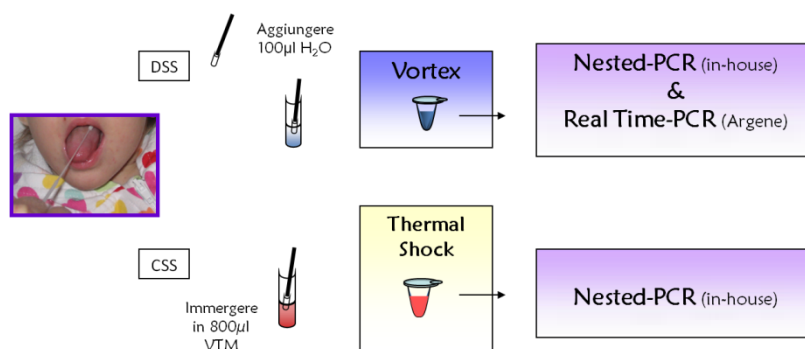 DSS
Aggiungere
100µl H₂O
Vortex
Nested-PCR (in-house)
&
Real Time-PCR (Argene)
CSS
Immergere
in 800µl
VTM
Thermal
Shock
Nested-PCR (in-house)